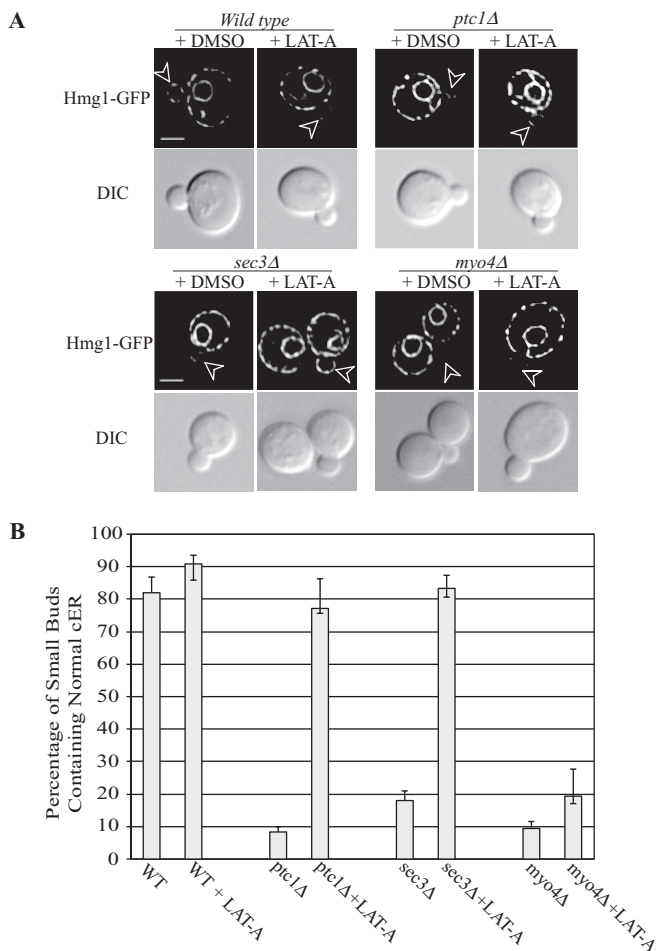 A
Wild type
ptc1Δ
+ DMSO + LAT-A
+ DMSO + LAT-A
Hmg1-GFP
DIC
sec3Δ
myo4Δ
+ DMSO + LAT-A
+ DMSO + LAT-A
Hmg1-GFP
DIC
B
Percentage of Small Buds
Containing Normal cER
100
90
80
70
60
50
40
30
20
10
0
WT
WT + LAT-A
ptc1Δ
ptc1Δ+LAT-A
sec3Δ
sec3Δ+LAT-A
myo4Δ
myo4Δ+LAT-A